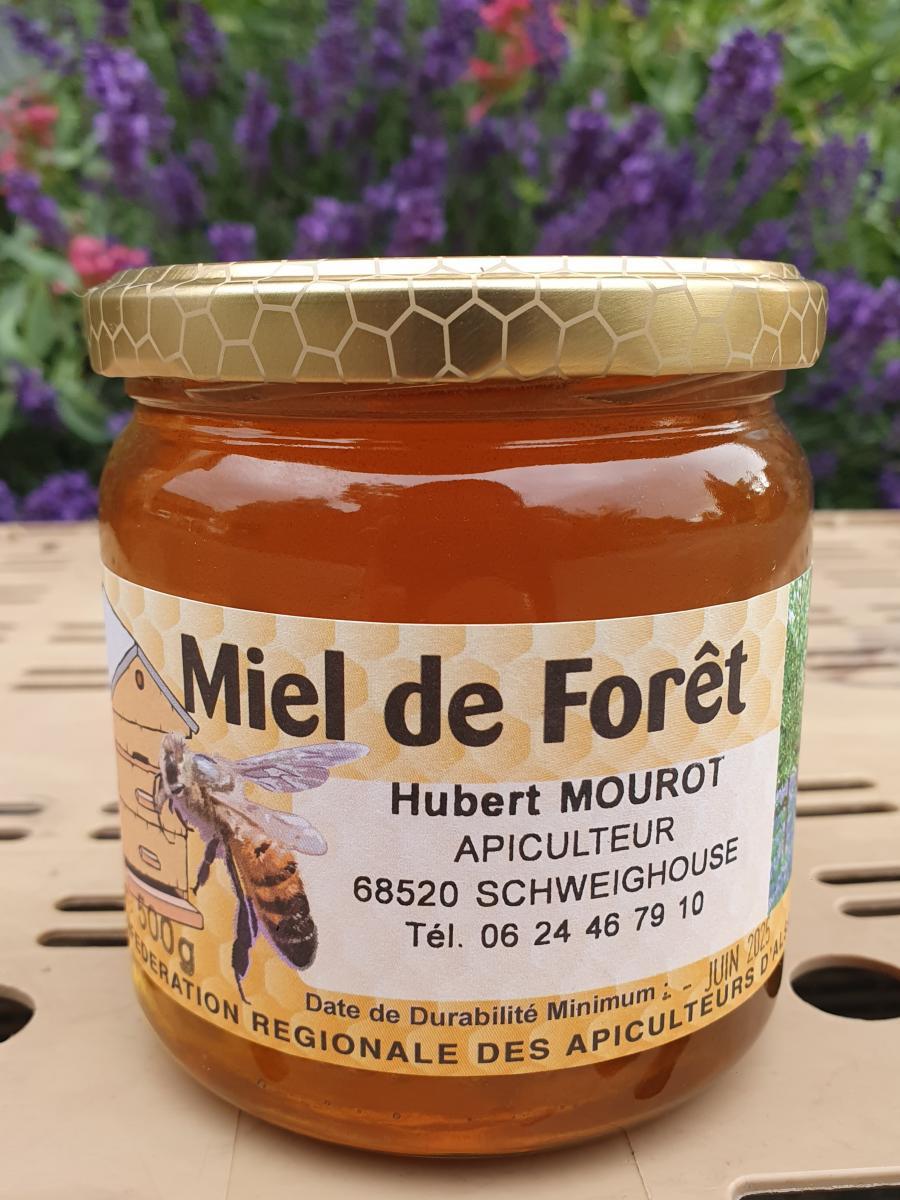 Miel de Forêt
Hubert MOUROT
APICULTEUR
68520 SCHWEIGHOUSE
Tél. 06 24 46 79 10
500g
Date de Durabilité Minimum : - JUIN 2025
FEDERATION REGIONALE DES APICULTEURS